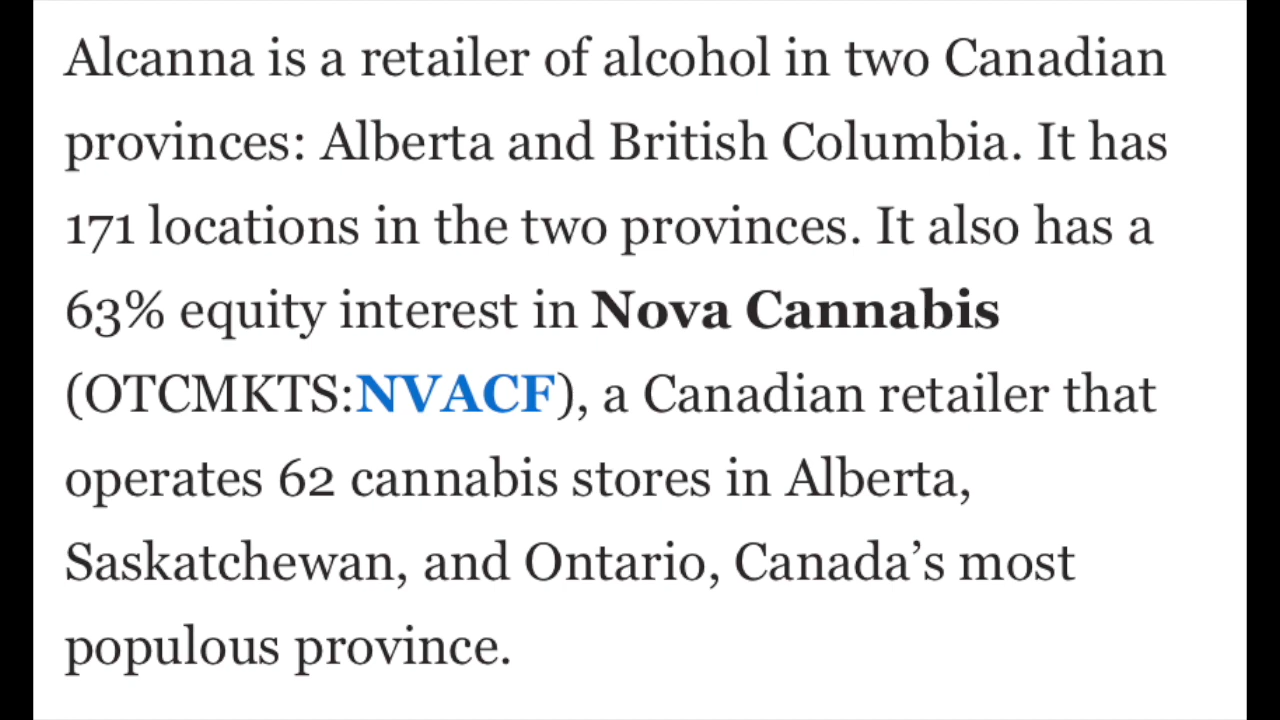 Alcanna is a retailer of alcohol in two Canadian
provinces: Alberta and British Columbia. It has
171 locations in the two provinces. It also has a
63% equity interest in Nova Cannabis
(OTCMKTS:NVACF), a Canadian retailer that
operates 62 cannabis stores in Alberta,
Saskatchewan, and Ontario, Canada’s most
populous province.